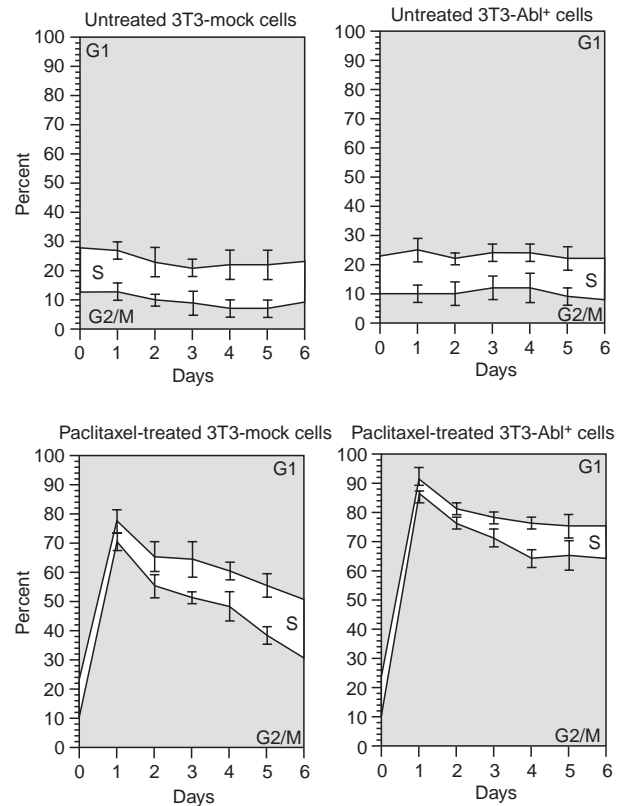 Untreated 3T3-mock cells
Percent
100
90
80
70
60
50
40
30
20
10
0
G1
S
G2/M
0 1 2 3 4 5 6
Days
Untreated 3T3-Abl⁺ cells
100
90
80
70
60
50
40
30
20
10
0
G1
S
G2/M
0 1 2 3 4 5 6
Days
Paclitaxel-treated 3T3-mock cells
Percent
100
90
80
70
60
50
40
30
20
10
0
G1
S
G2/M
0 1 2 3 4 5 6
Days
Paclitaxel-treated 3T3-Abl⁺ cells
100
90
80
70
60
50
40
30
20
10
0
G1
S
G2/M
0 1 2 3 4 5 6
Days